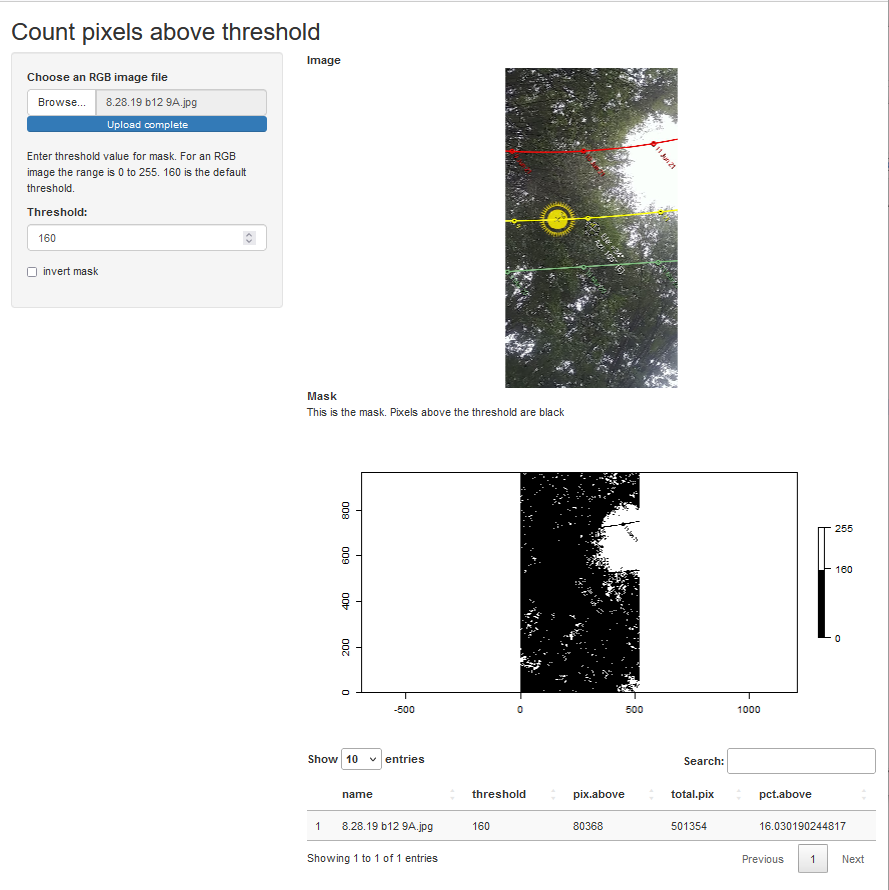 Count pixels above threshold
Choose an RGB image file
Browse...
8.28.19 b12 9A.jpg
Upload complete
Enter threshold value for mask. For an RGB
image the range is 0 to 255. 160 is the default
threshold.
Threshold:
160
invert mask
Image
11 Jun 21
Mask
This is the mask. Pixels above the threshold are black
800
600
400
200
0
-500
0
500
1000
255
160
0
Show 10 entries
Search:
name threshold pix.above total.pix pct.above
1 8.28.19 b12 9A.jpg 160 80368 501354 16.030190244817
Showing 1 to 1 of 1 entries
Previous 1 Next